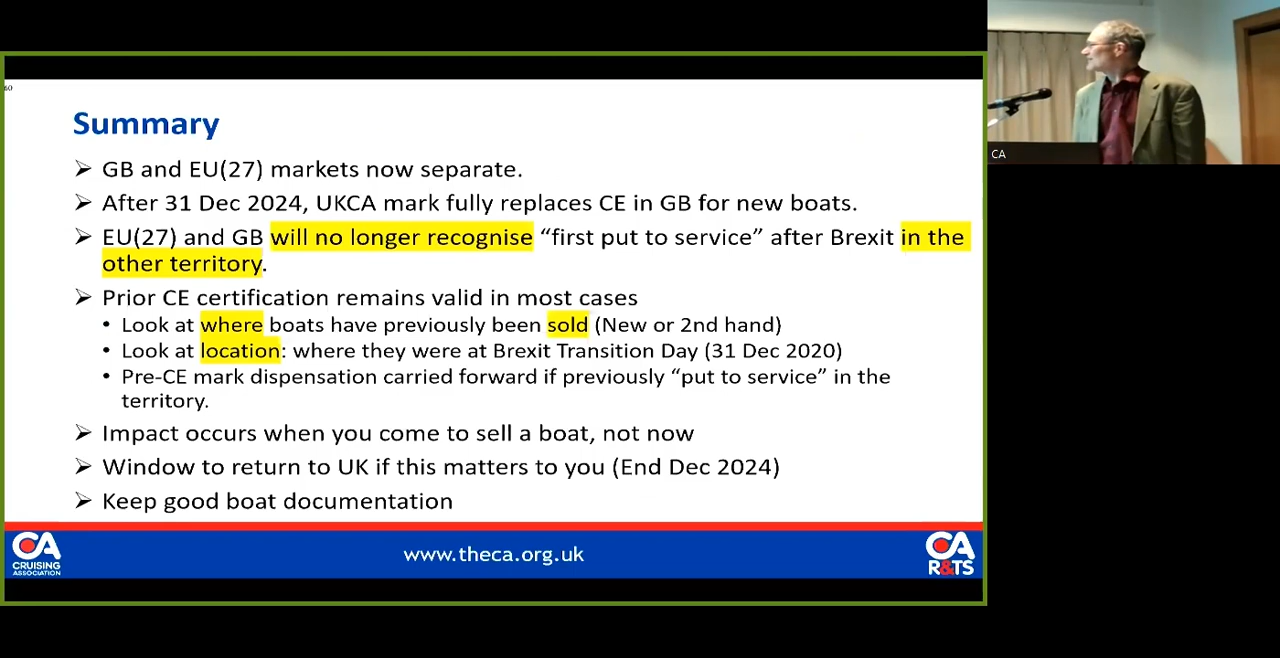 60
Summary
➢ GB and EU(27) markets now separate.
➢ After 31 Dec 2024, UKCA mark fully replaces CE in GB for new boats.
➢ EU(27) and GB will no longer recognise “first put to service” after Brexit in the
other territory.
➢ Prior CE certification remains valid in most cases
• Look at where boats have previously been sold (New or 2nd hand)
• Look at location: where they were at Brexit Transition Day (31 Dec 2020)
• Pre-CE mark dispensation carried forward if previously “put to service” in the
territory.
➢ Impact occurs when you come to sell a boat, not now
➢ Window to return to UK if this matters to you (End Dec 2024)
➢ Keep good boat documentation
CA
CRUISING
ASSOCIATION
www.theca.org.uk
CA
R&TS
CA